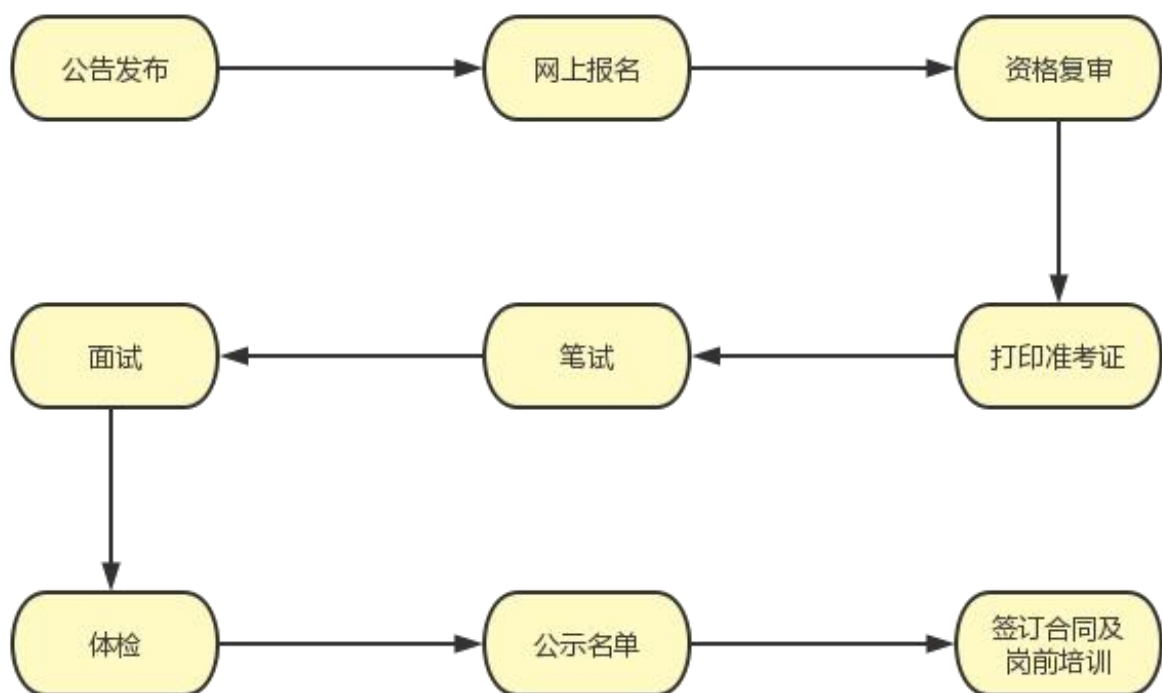 公告发布
网上报名
资格复审
打印准考证
笔试
面试
体检
公示名单
签订合同及
岗前培训